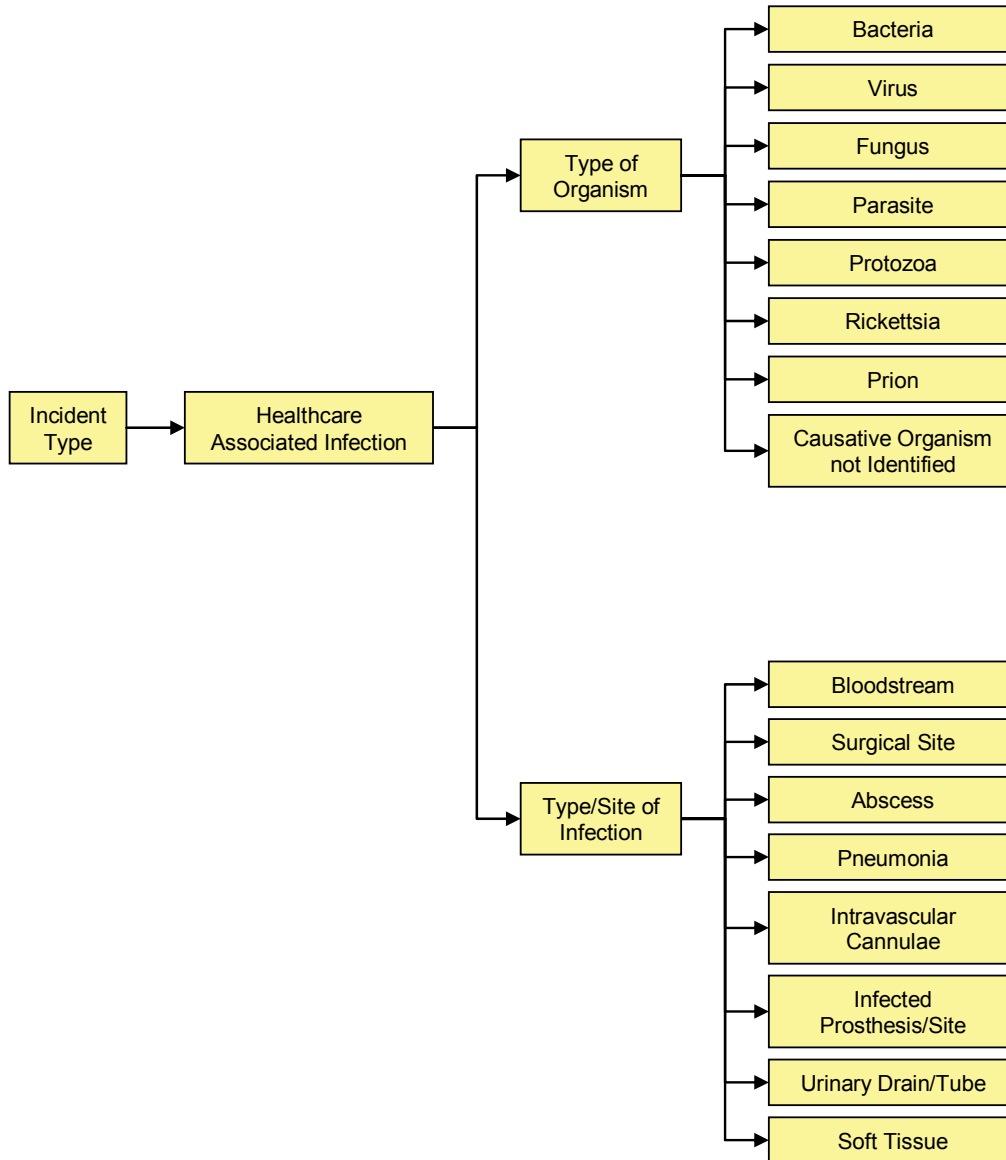 Bacteria
Virus
Fungus
Type of
Organism
Parasite
Protozoa
Rickettsia
Prion
Incident
Type
Healthcare
Associated Infection
Causative Organism
not Identified
Bloodstream
Surgical Site
Type/Site of
Infection
Abscess
Pneumonia
Intravascular
Cannulae
Infected
Prosthesis/Site
Urinary Drain/Tube
Soft Tissue